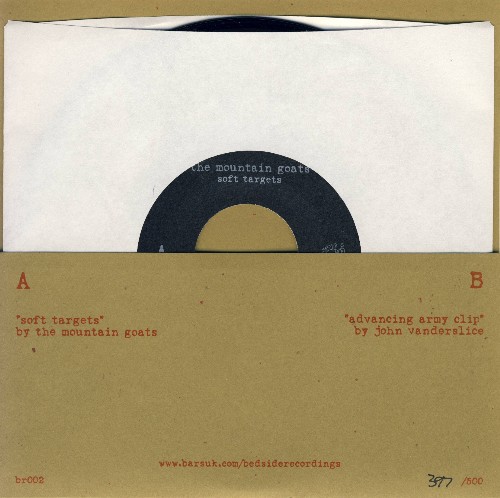 the mountain goats
soft targets
A
A
B
"soft targets"
by the mountain goats
"advancing army clip"
by john vanderslice
www.barsuk.com/bedsiderecordings
br002
/500